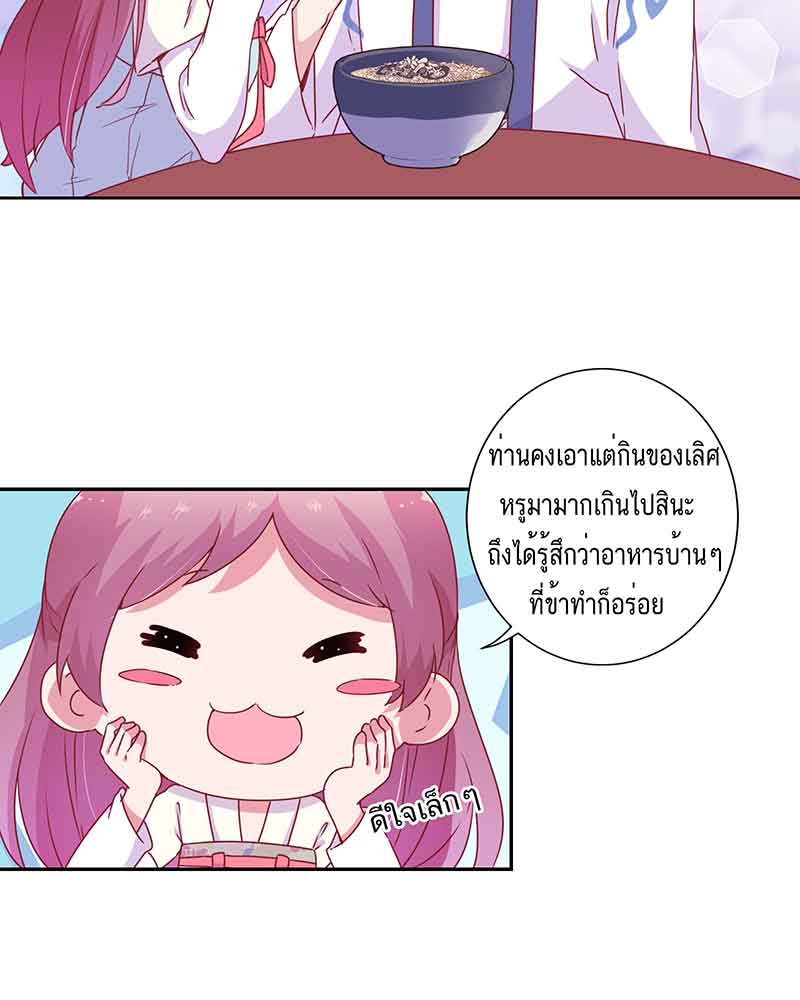 ท่านคงเอาแต่กินของเลิศ
หรูมามากเกินไปสินะ
ถึงได้รู้สึกว่าอาหารบ้านๆ
ที่ข้าทำก็อร่อย
ดีใจเล็กๆ